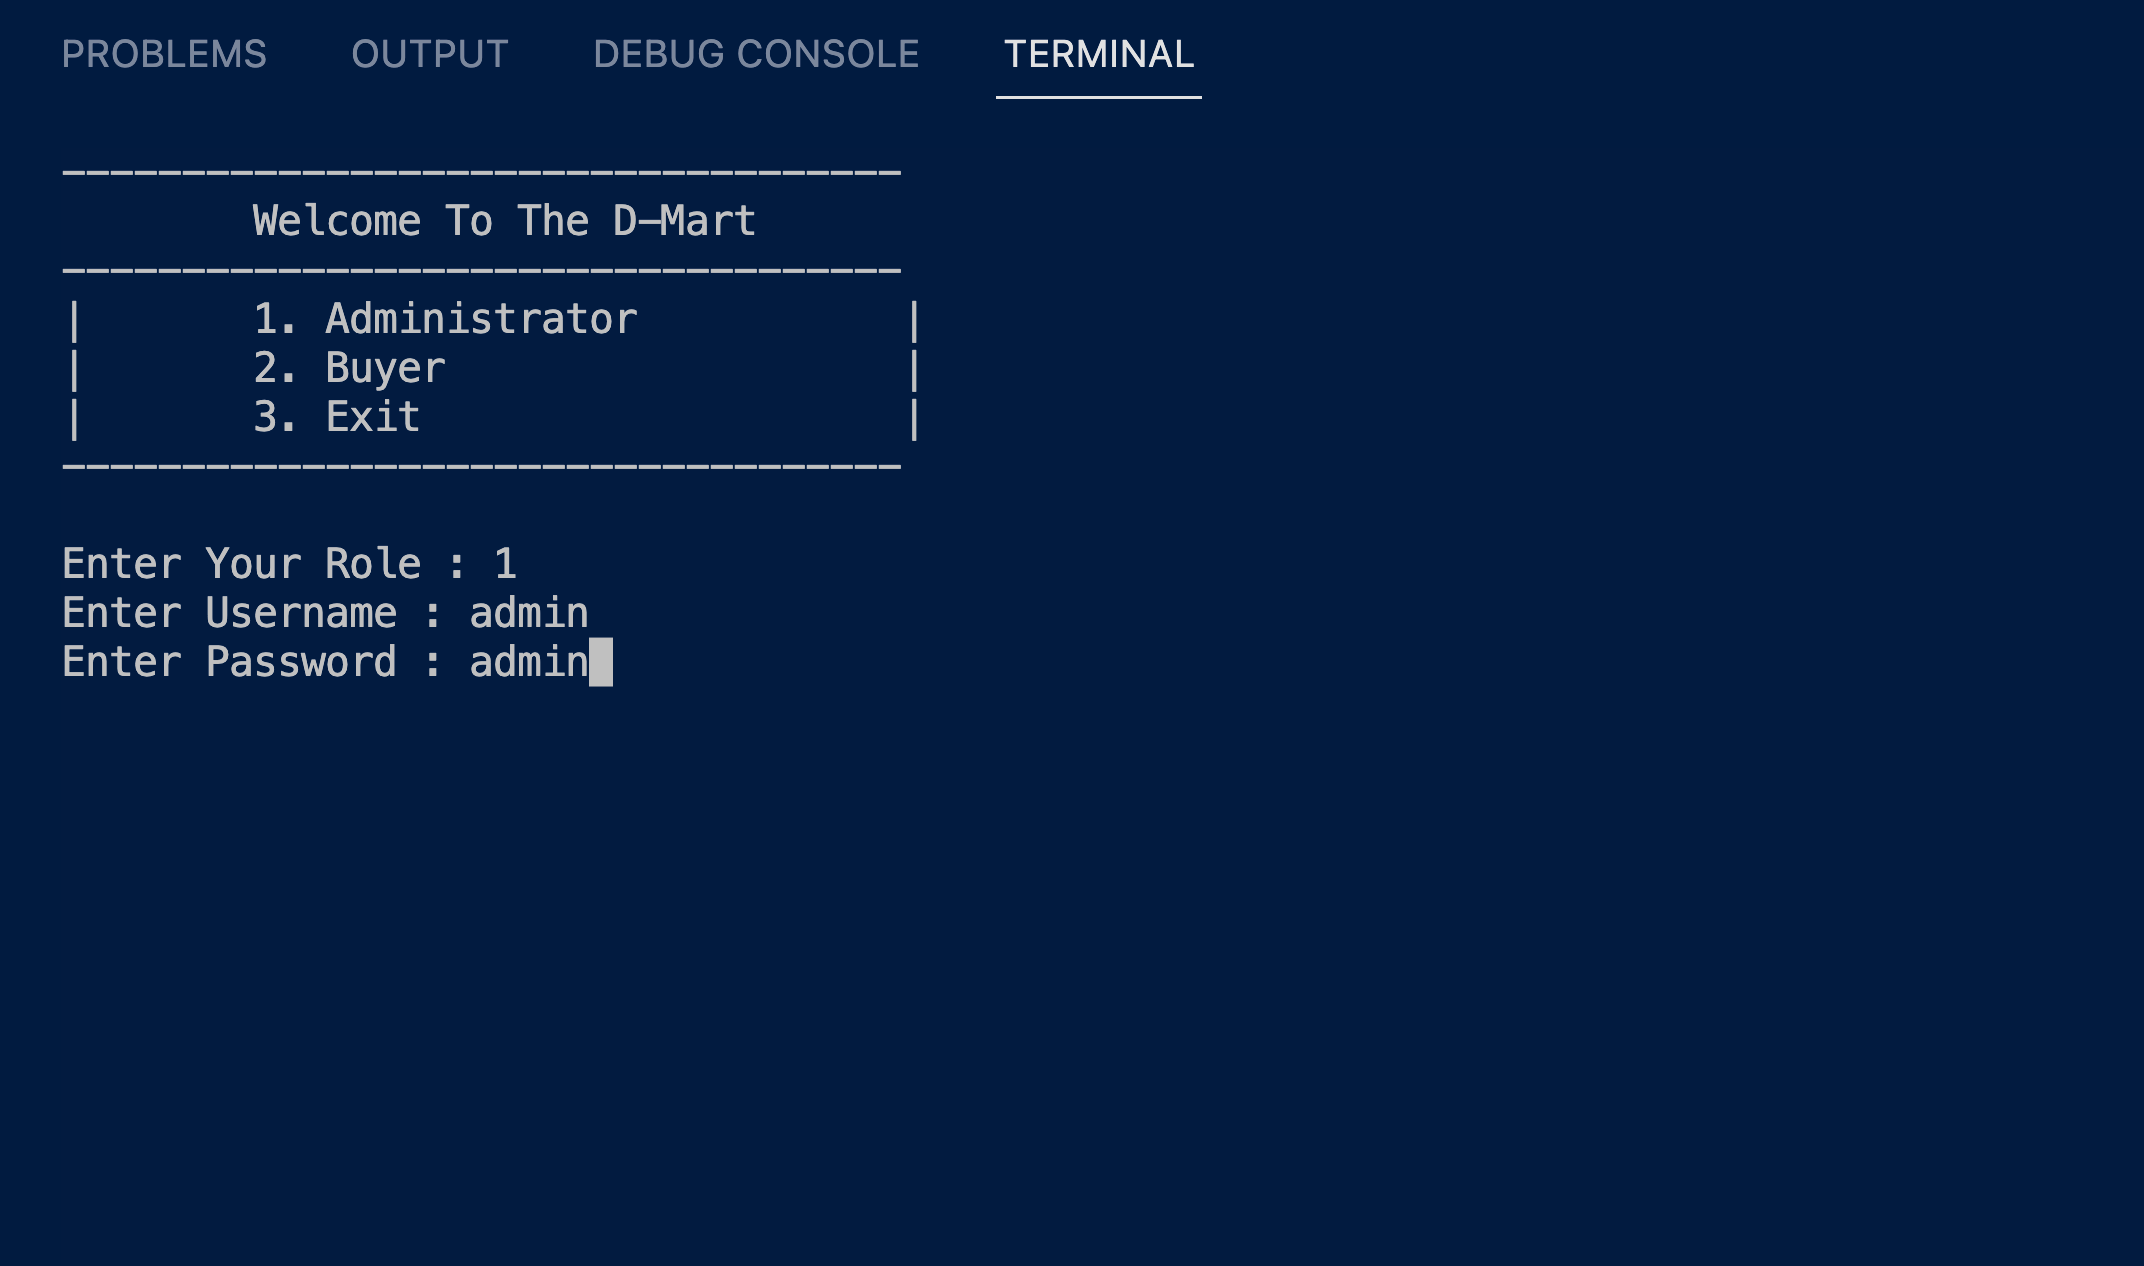 PROBLEMS OUTPUT DEBUG CONSOLE TERMINAL
-----------------------------------
Welcome To The D-Mart
-----------------------------------
| 1. Administrator |
| 2. Buyer |
| 3. Exit |
-----------------------------------
Enter Your Role : 1
Enter Username : admin
Enter Password : admin